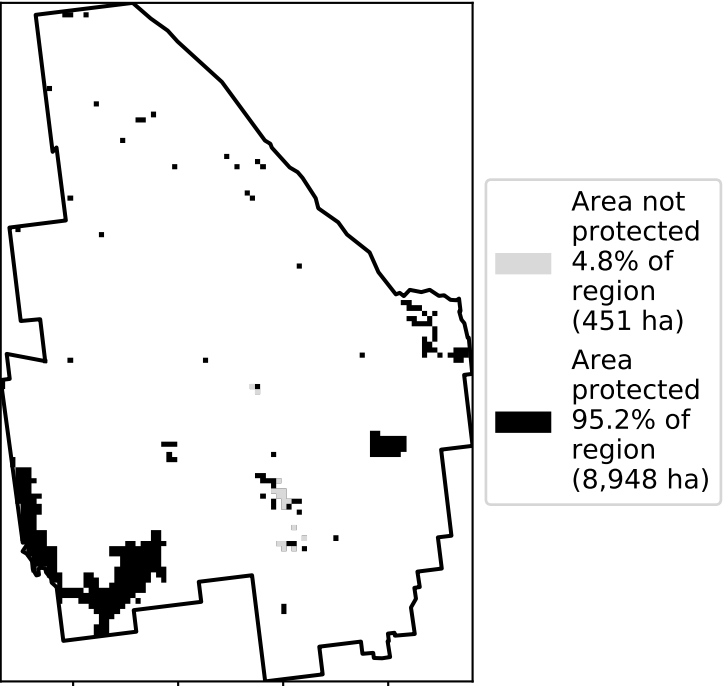 Area not
protected
4.8% of
region
(451 ha)
Area
protected
95.2% of
region
(8,948 ha)